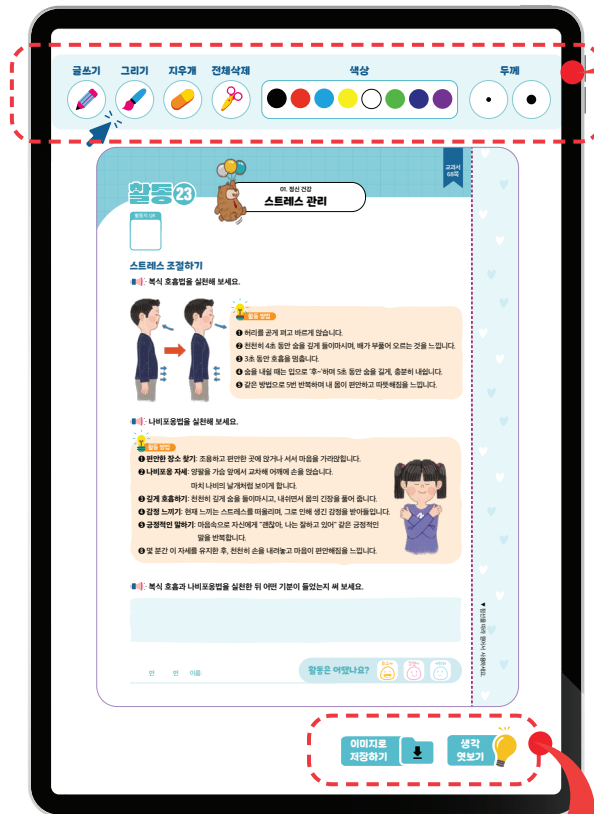 글쓰기 그리기 지우개 전체삭제 색상 두께
교과서
68쪽
활동 23
01. 정신 건강
스트레스 관리
활동지 QR
스트레스 조절하기
복식 호흡법을 실천해 보세요.
활동 방법
❶ 허리를 곧게 펴고 바르게 앉습니다.
❷ 천천히 4초 동안 숨을 깊게 들이마시며, 배가 부풀어 오르는 것을 느낍니다.
❸ 3초 동안 호흡을 멈춥니다.
❹ 숨을 내쉴 때는 입으로 '후~'하며 5초 동안 숨을 길게, 충분히 내쉽니다.
❺ 같은 방법으로 5번 반복하며 내 몸이 편안하고 따뜻해짐을 느낍니다.
나비포옹법을 실천해 보세요.
활동 방법
❶ 편안한 장소 찾기: 조용하고 편안한 곳에 앉거나 서서 마음을 가라앉힙니다.
❷ 나비포옹 자세: 양팔을 가슴 앞에서 교차해 어깨에 손을 얹습니다.
마치 나비의 날개처럼 보이게 합니다.
❸ 깊게 호흡하기: 천천히 깊게 숨을 들이마시고, 내쉬면서 몸의 긴장을 풀어 줍니다.
❹ 감정 느끼기: 현재 느끼는 스트레스를 떠올리며, 그로 인해 생긴 감정을 받아들입니다.
❺ 긍정적인 말하기: 마음속으로 자신에게 "괜찮아, 나는 잘하고 있어" 같은 긍정적인
말을 반복합니다.
❻ 몇 분간 이 자세를 유지한 후, 천천히 손을 내려놓고 마음이 편안해짐을 느낍니다.
복식 호흡과 나비포옹법을 실천한 뒤 어떤 기분이 들었는지 써 보세요.
▼점선을 따라 뜯어서 사용하세요.
반 번 이름
활동은 어땠나요?
이미지로
저장하기
생각
엿보기